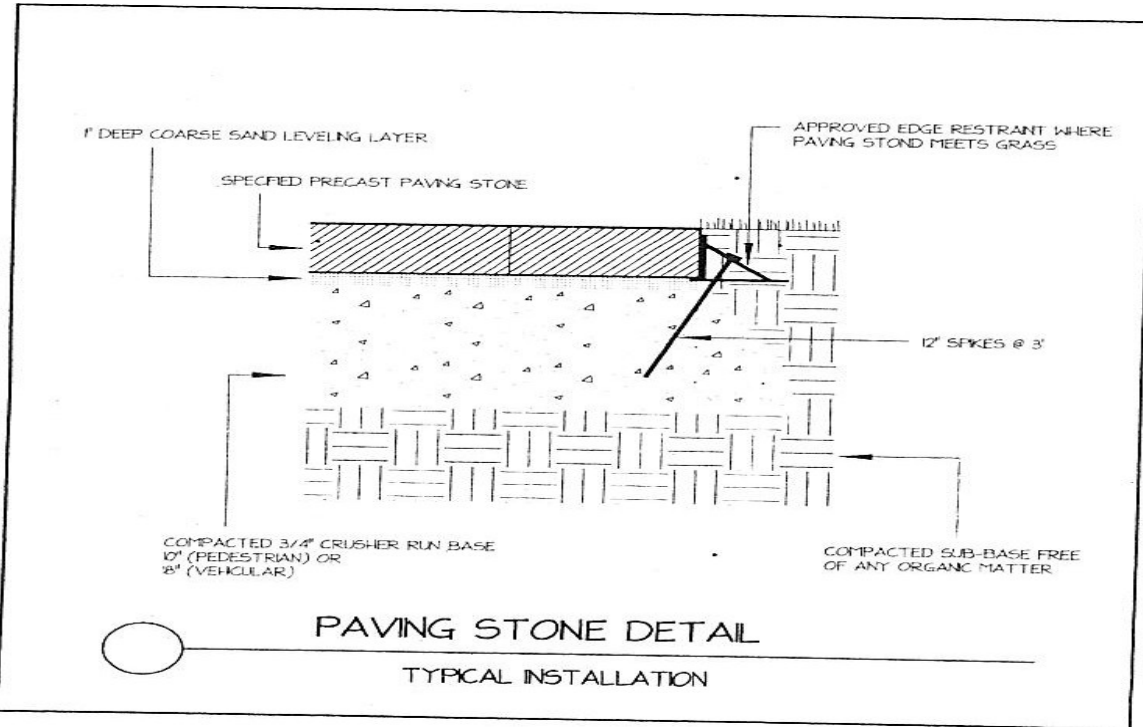 1" DEEP COARSE SAND LEVELING LAYER
SPECIFIED PRECAST PAVING STONE
APPROVED EDGE RESTRANT WHERE
PAVING STOND MEETS GRASS
12" SPIKES @ 3'
COMPACTED 3/4" CRUSHER RUN BASE
10" (PEDESTRIAN) OR
18" (VEHICULAR)
COMPACTED SUB-BASE FREE
OF ANY ORGANIC MATTER
PAVING STONE DETAIL
TYPICAL INSTALLATION